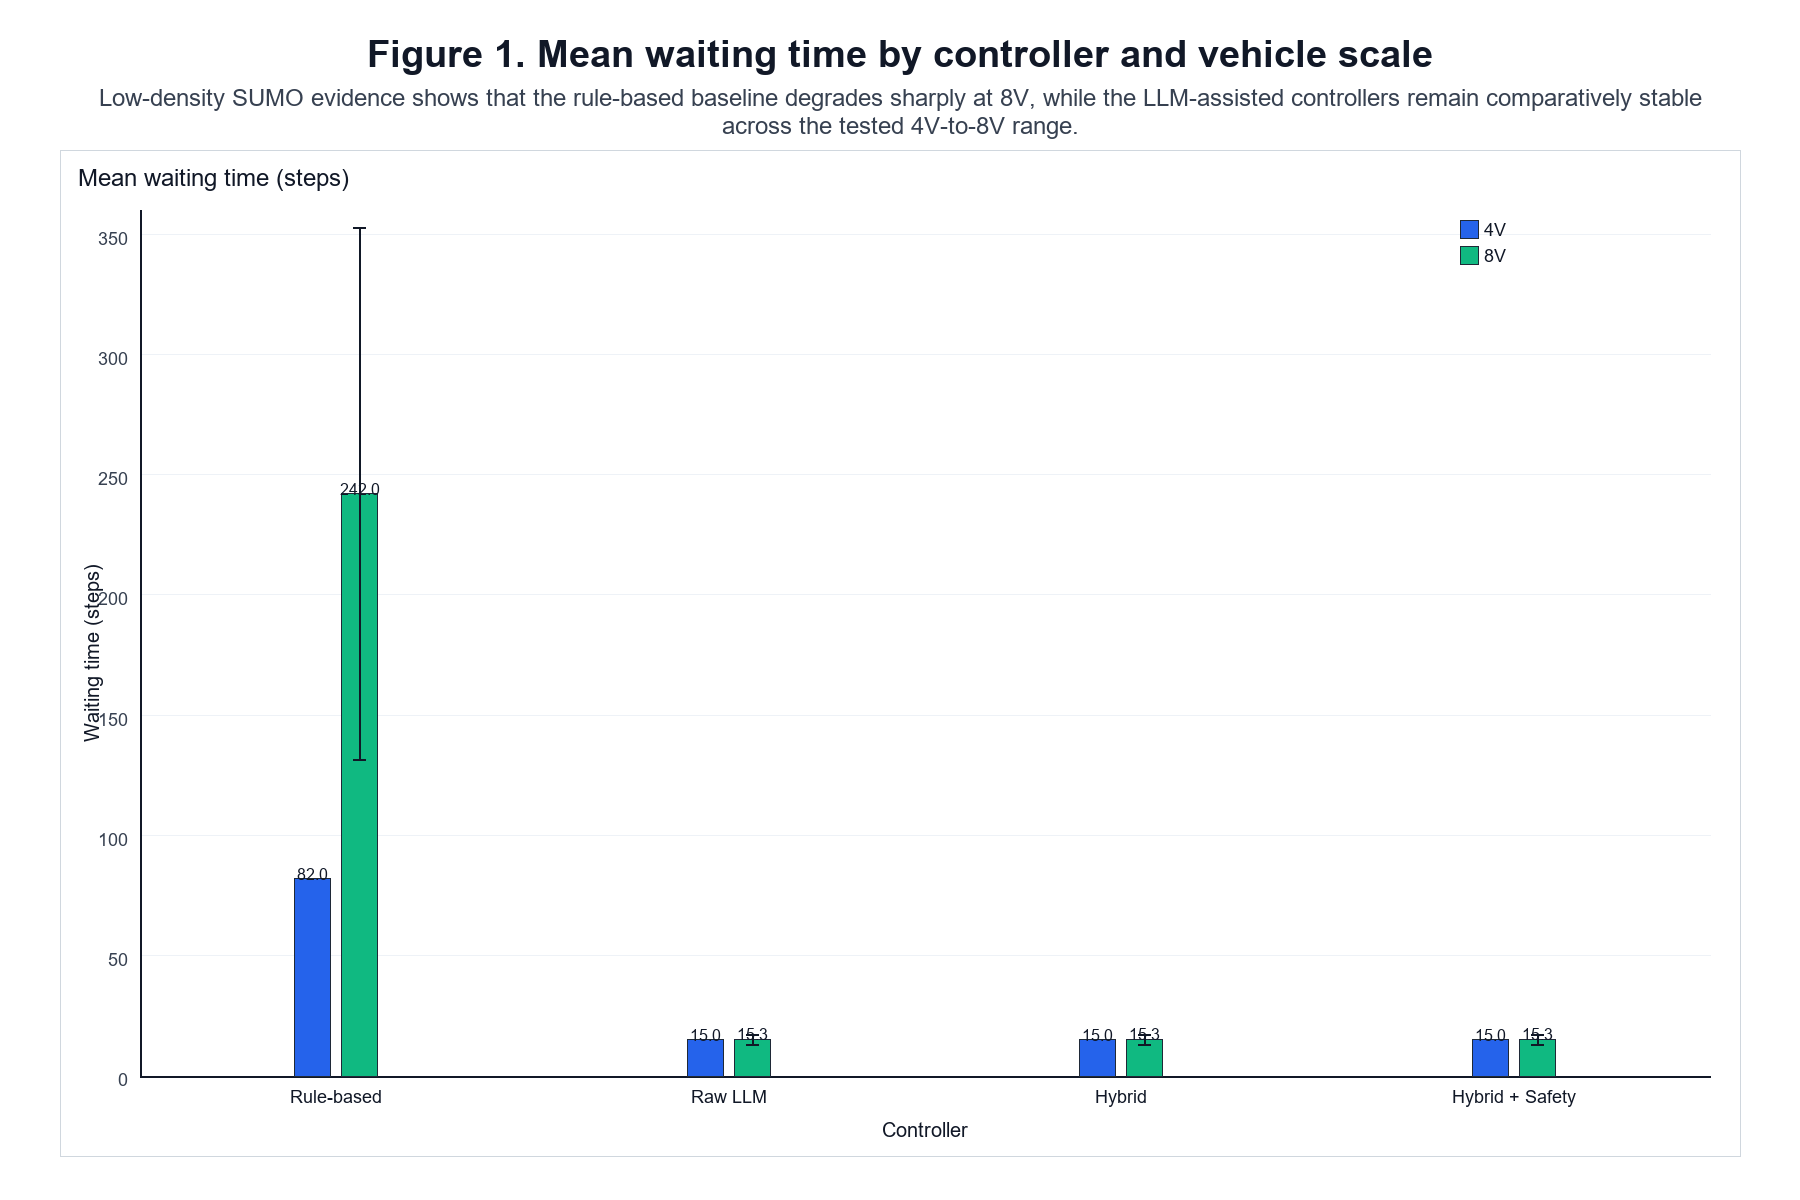 Figure 1. Mean waiting time by controller and vehicle scale
Low-density SUMO evidence shows that the rule-based baseline degrades sharply at 8V, while the LLM-assisted controllers remain comparatively stable
across the tested 4V-to-8V range.
Mean waiting time (steps)
4V
8V
350
300
250
200
150
100
50
0
Waiting time (steps)
82.0
242.0
15.0
15.3
15.0
15.3
15.0
15.3
Rule-based
Raw LLM
Hybrid
Hybrid + Safety
Controller